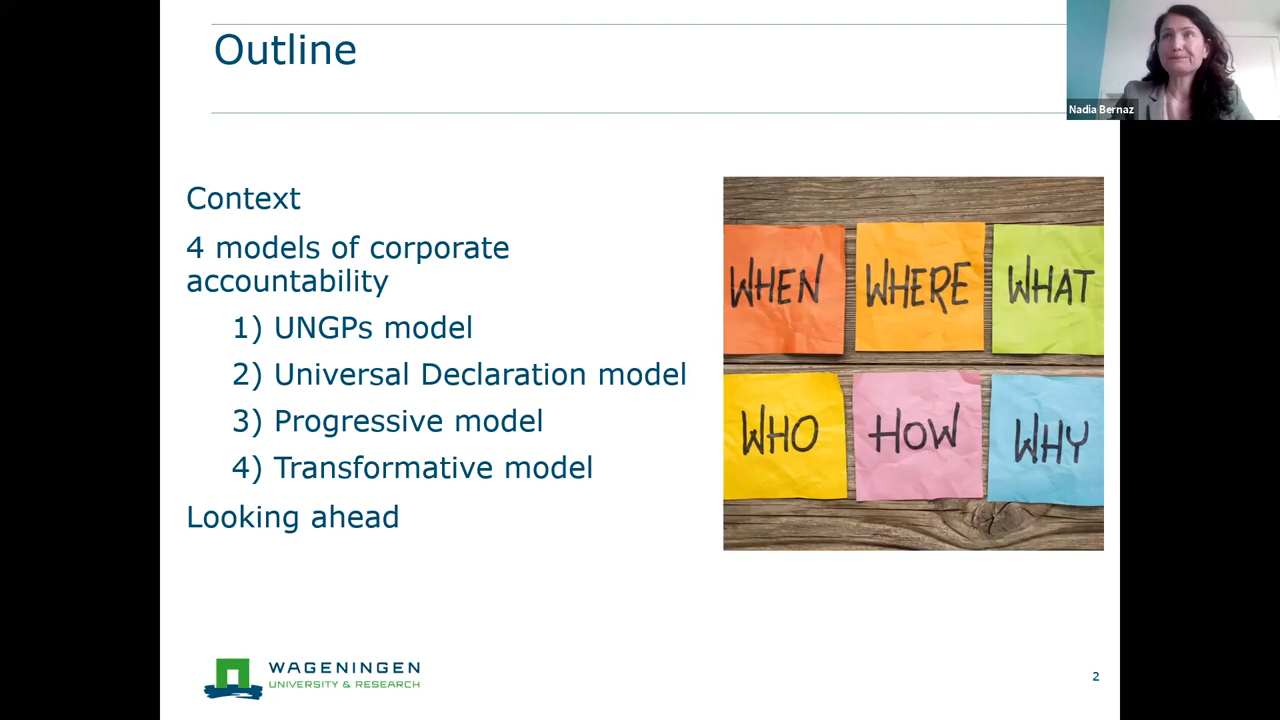 Outline
Nadia Bernaz
Context
4 models of corporate
accountability
1) UNGPs model
2) Universal Declaration model
3) Progressive model
4) Transformative model
Looking ahead
WHEN
WHERE
WHAT
WHO
HOW
WHY
WAGENINGEN
UNIVERSITY & RESEARCH
2